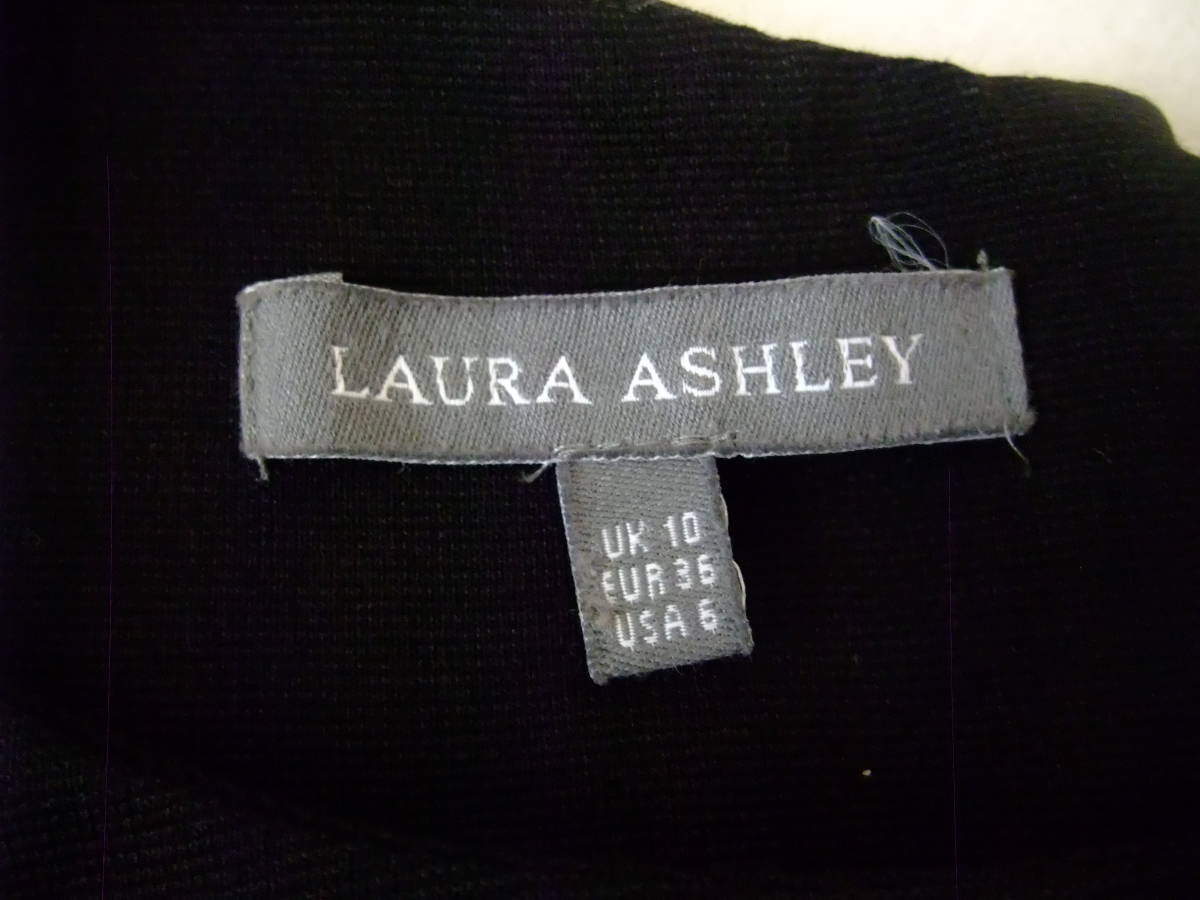 LAURA ASHLEY
UK 10
EUR 36
USA 6